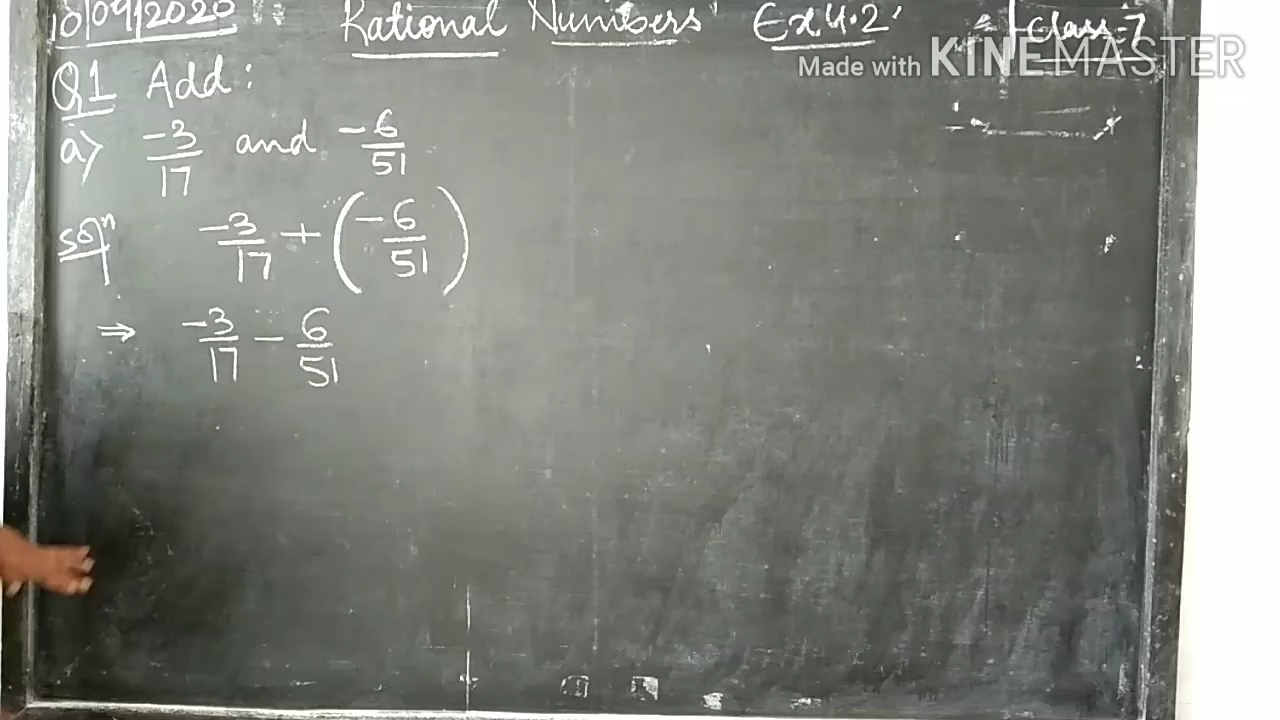 10/09/2020 Rational Numbers Ex 4.2 Class-7
Made with KINEMASTER
Q1 Add:
a) -3/17 and -6/51
solⁿ -3/17 + (-6/51)
⇒ -3/17 - 6/51